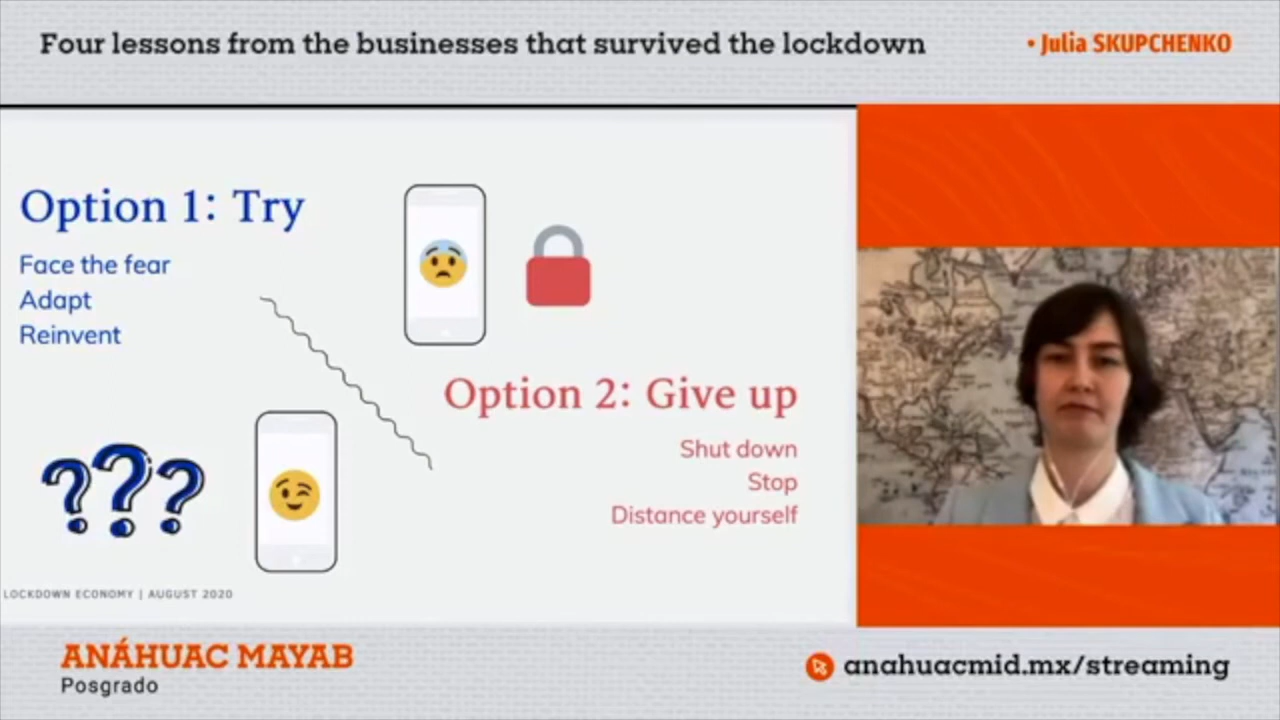 Four lessons from the businesses that survived the lockdown
• Julia SKUPCHENKO
Option 1: Try
Face the fear
Adapt
Reinvent
Option 2: Give up
Shut down
Stop
Distance yourself
???
LOCKDOWN ECONOMY | AUGUST 2020
ANÁHUAC MAYAB
Posgrado
anahuacmid.mx/streaming